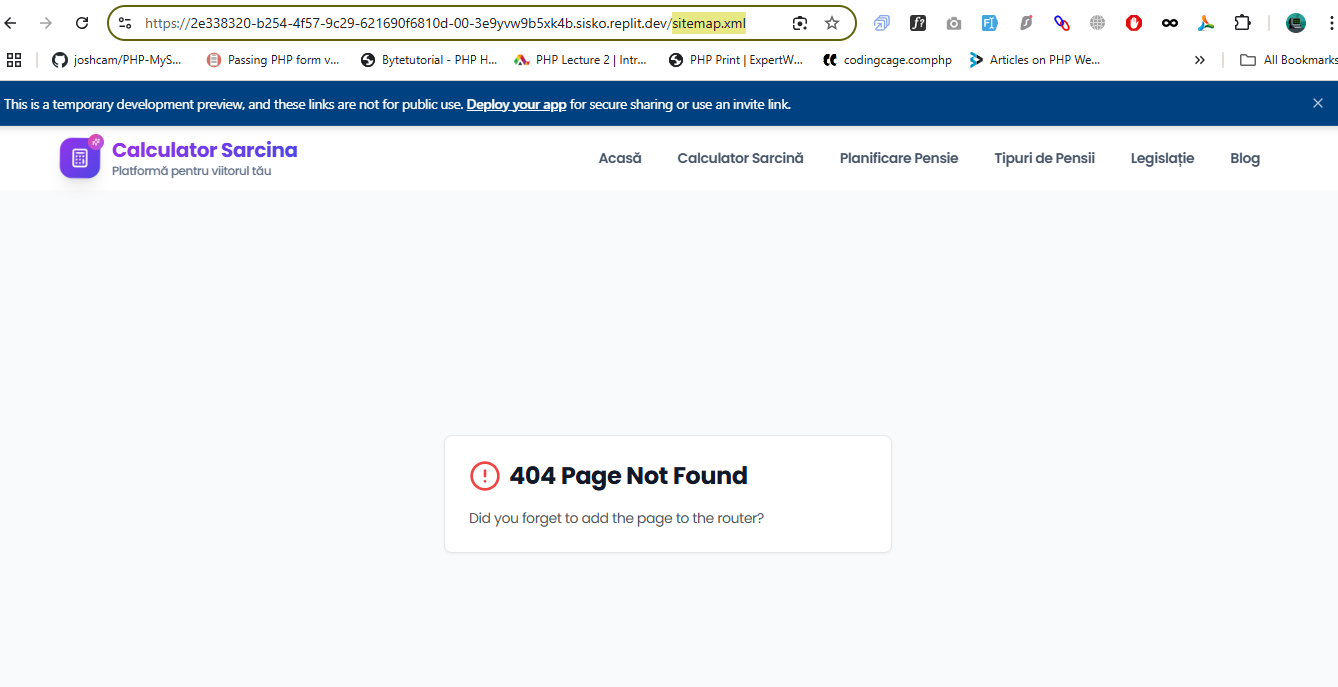 https://2e338320-b254-4f57-9c29-621690f6810d-00-3e9yvw9b5xk4b.sisko.replit.dev/sitemap.xml
f?
joshcam/PHP-MyS...
Passing PHP form v...
Bytetutorial - PHP H...
PHP Lecture 2 | Intr...
PHP Print | ExpertW...
codingcage.comphp
Articles on PHP We...
»
All Bookmarks
This is a temporary development preview, and these links are not for public use. Deploy your app for secure sharing or use an invite link.
Calculator Sarcina
Platformă pentru viitorul tău
Acasă
Calculator Sarcină
Planificare Pensie
Tipuri de Pensii
Legislație
Blog
404 Page Not Found
Did you forget to add the page to the router?